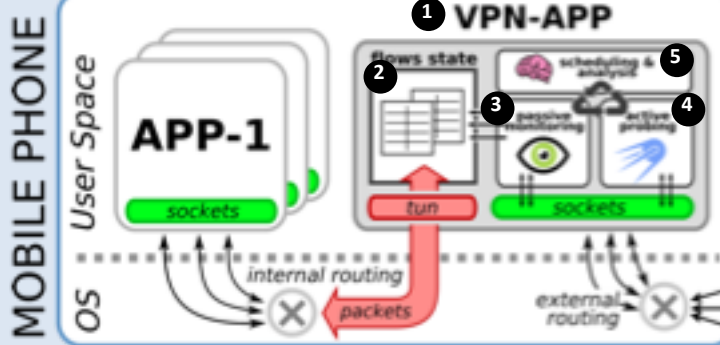 MOBILE PHONE
User Space
OS
1 VPN-APP
APP-1
sockets
2
flows state
tun
5
scheduling &
analysis
3
passive
monitoring
4
active
probing
sockets
internal routing
packets
external
routing